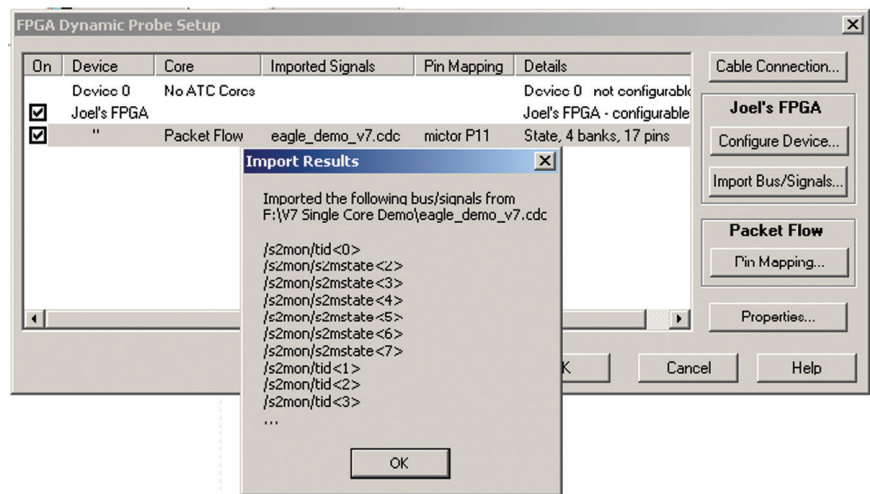 FPGA Dynamic Probe Setup
On Device Core Imported Signals Pin Mapping Details
Device 0 No ATC Cores Device 0 not configurable
Joel's FPGA Joel's FPGA - configurable
" Packet Flow eagle_demo_v7.cdc mictor P11 State, 4 banks, 17 pins
Cable Connection...
Joel's FPGA
Configure Device...
Import Bus/Signals...
Packet Flow
Pin Mapping...
Properties...
K Cancel Help
Import Results
Imported the following bus/signals from
F:\V7 Single Core Demo\eagle_demo_v7.cdc
/s2mon/tid<0>
/s2mon/s2mstate<2>
/s2mon/s2mstate<3>
/s2mon/s2mstate<4>
/s2mon/s2mstate<5>
/s2mon/s2mstate<6>
/s2mon/s2mstate<7>
/s2mon/tid<1>
/s2mon/tid<2>
/s2mon/tid<3>
...
OK